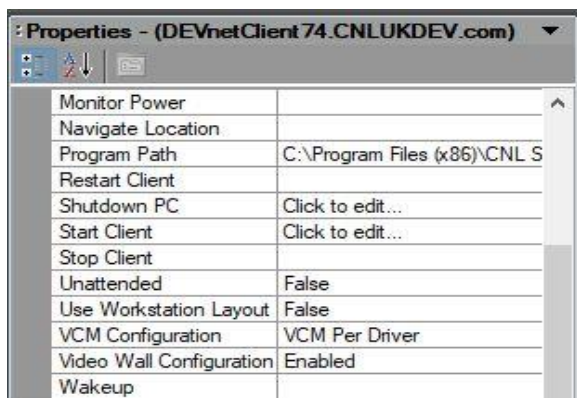 Properties - (DEVnetClient74.CNLUKDEV.com)
Monitor Power
Navigate Location
Program Path C:\Program Files (x86)\CNL S
Restart Client
Shutdown PC Click to edit...
Start Client Click to edit...
Stop Client
Unattended False
Use Workstation Layout False
VCM Configuration VCM Per Driver
Video Wall Configuration Enabled
Wakeup